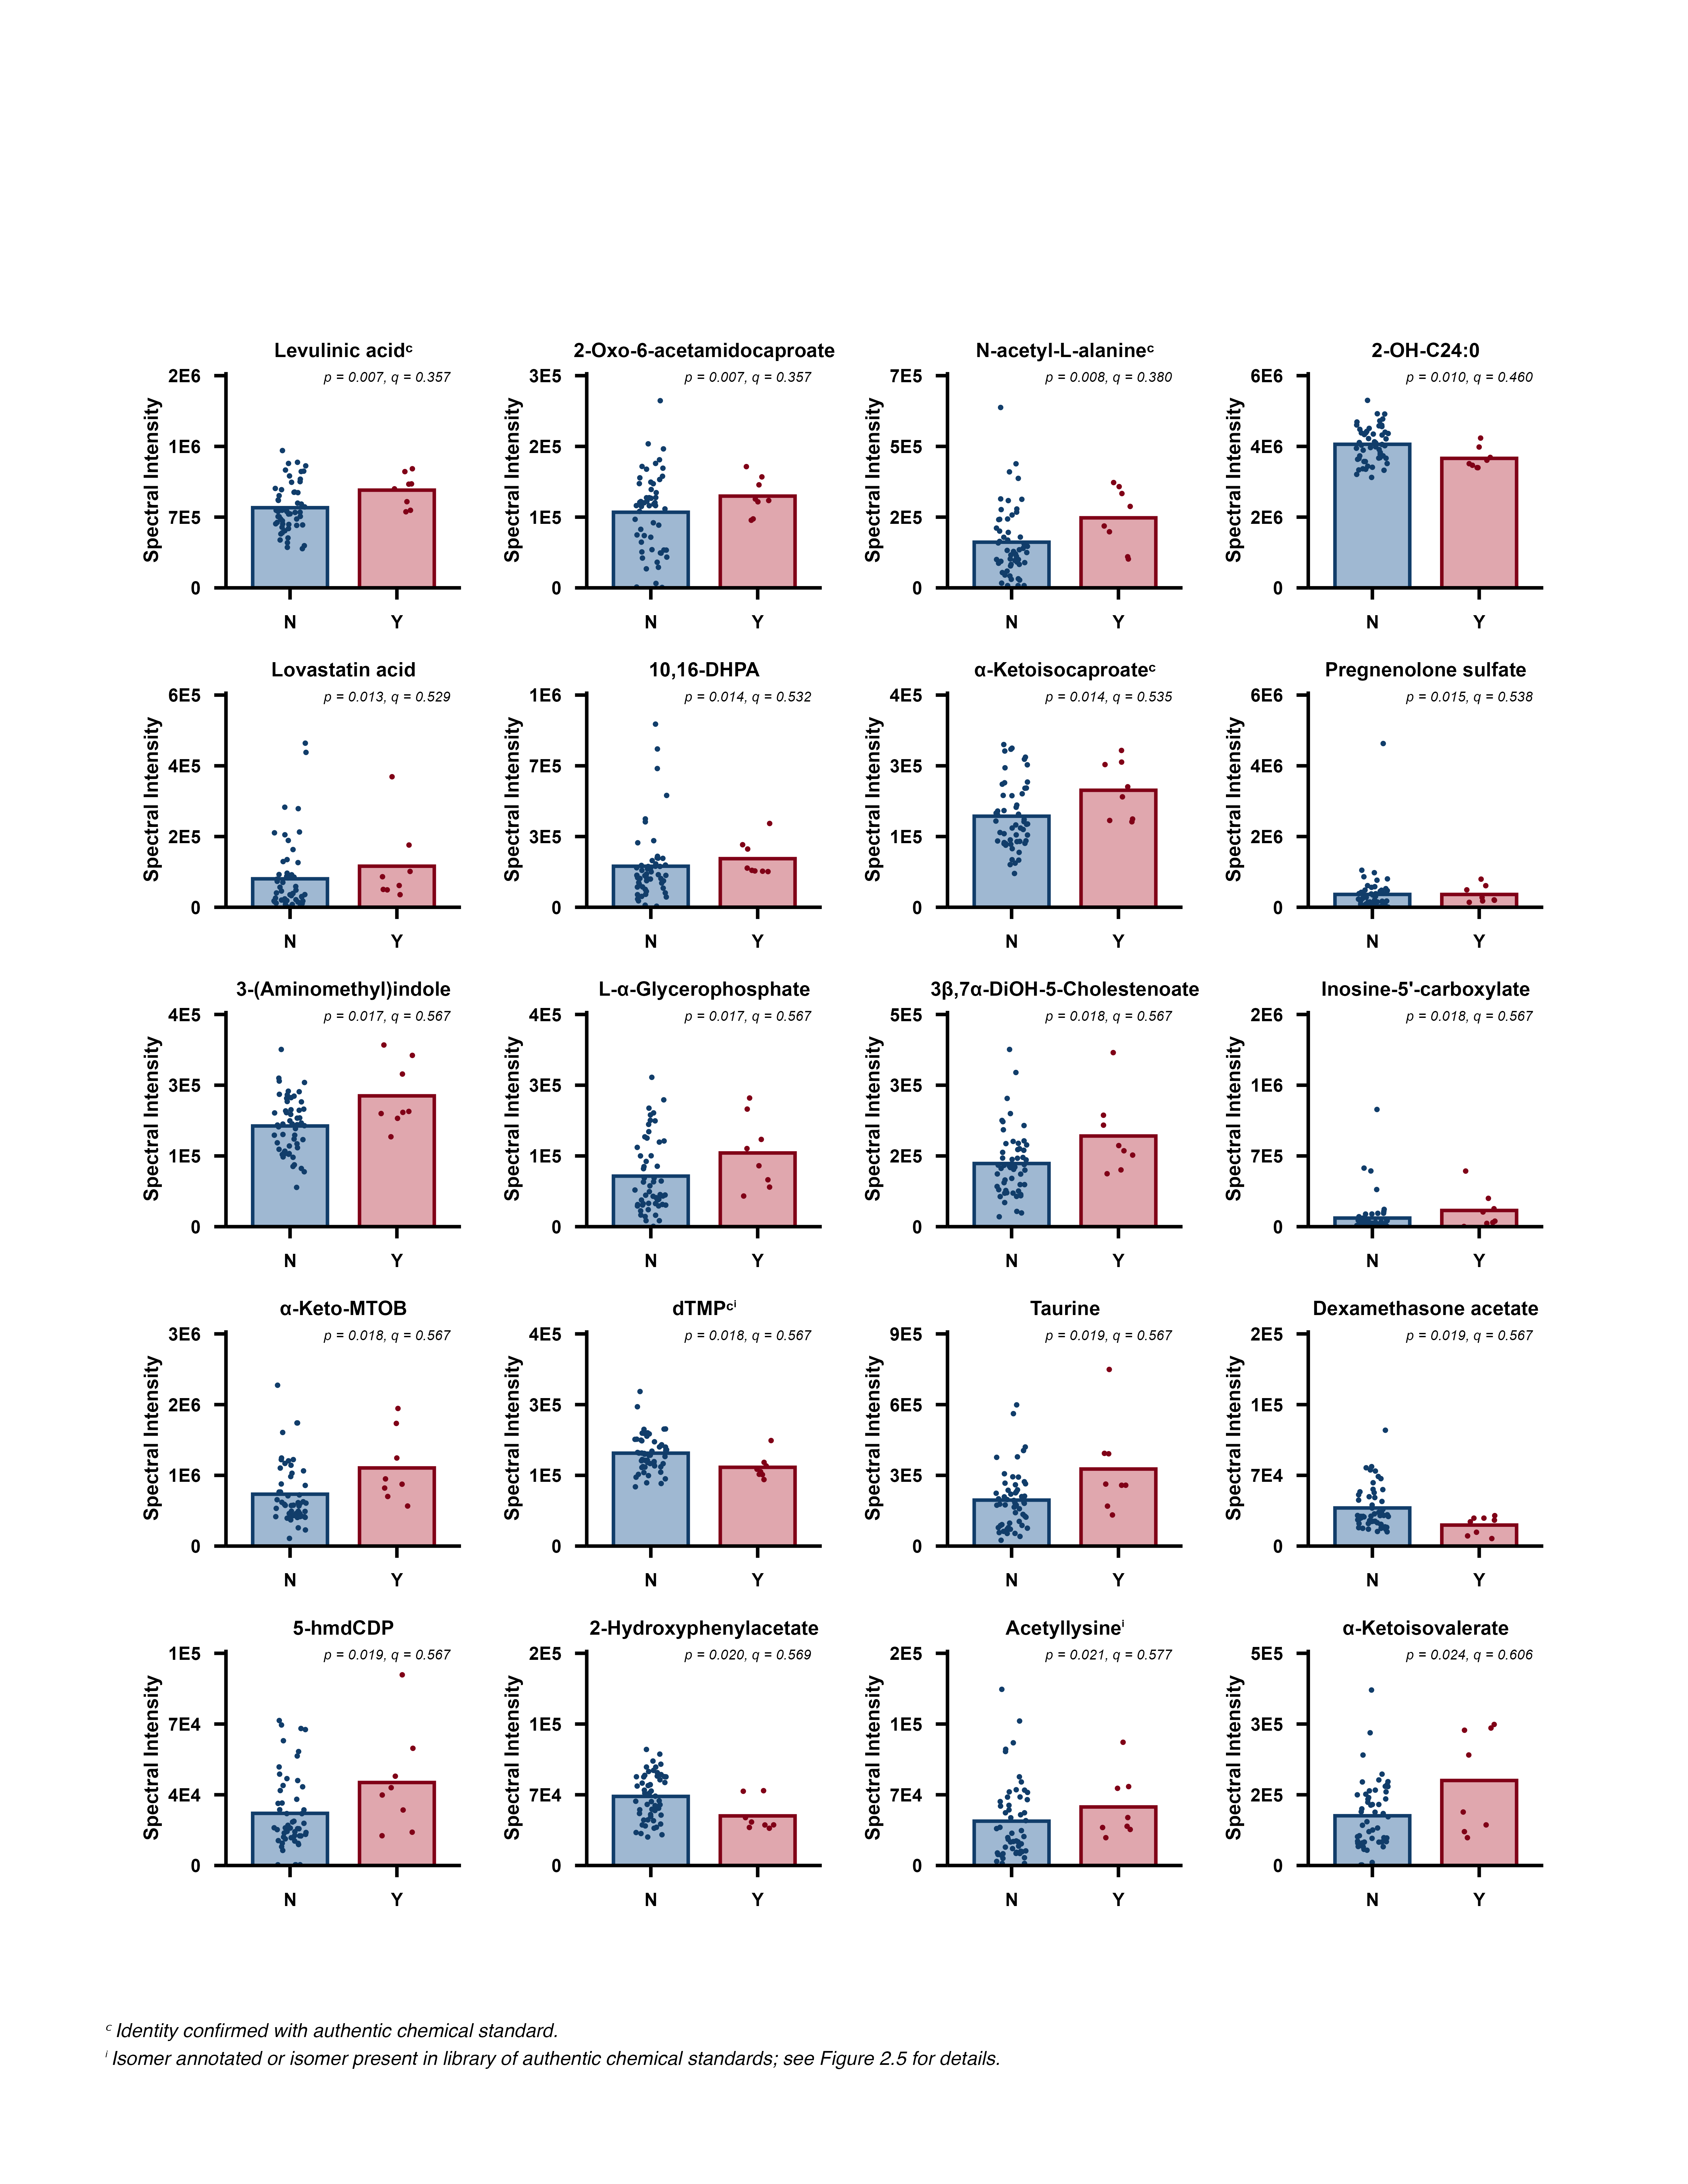 Levulinic acidᶜ
p = 0.007, q = 0.357
Spectral Intensity
2E6
1E6
7E5
0
N Y
2-Oxo-6-acetamidocaproate
p = 0.007, q = 0.357
Spectral Intensity
3E5
2E5
1E5
0
N Y
N-acetyl-L-alanineᶜ
p = 0.008, q = 0.380
Spectral Intensity
7E5
5E5
2E5
0
N Y
2-OH-C24:0
p = 0.010, q = 0.460
Spectral Intensity
6E6
4E6
2E6
0
N Y
Lovastatin acid
p = 0.013, q = 0.529
Spectral Intensity
6E5
4E5
2E5
0
N Y
10,16-DHPA
p = 0.014, q = 0.532
Spectral Intensity
1E6
7E5
3E5
0
N Y
α-Ketoisocaproateᶜ
p = 0.014, q = 0.535
Spectral Intensity
4E5
3E5
1E5
0
N Y
Pregnenolone sulfate
p = 0.015, q = 0.538
Spectral Intensity
6E6
4E6
2E6
0
N Y
3-(Aminomethyl)indole
p = 0.017, q = 0.567
Spectral Intensity
4E5
3E5
1E5
0
N Y
L-α-Glycerophosphate
p = 0.017, q = 0.567
Spectral Intensity
4E5
3E5
1E5
0
N Y
3β,7α-DiOH-5-Cholestenoate
p = 0.018, q = 0.567
Spectral Intensity
5E5
3E5
2E5
0
N Y
Inosine-5'-carboxylate
p = 0.018, q = 0.567
Spectral Intensity
2E6
1E6
7E5
0
N Y
α-Keto-MTOB
p = 0.018, q = 0.567
Spectral Intensity
3E6
2E6
1E6
0
N Y
dTMPᶜⁱ
p = 0.018, q = 0.567
Spectral Intensity
4E5
3E5
1E5
0
N Y
Taurine
p = 0.019, q = 0.567
Spectral Intensity
9E5
6E5
3E5
0
N Y
Dexamethasone acetate
p = 0.019, q = 0.567
Spectral Intensity
2E5
1E5
7E4
0
N Y
5-hmdCDP
p = 0.019, q = 0.567
Spectral Intensity
1E5
7E4
4E4
0
N Y
2-Hydroxyphenylacetate
p = 0.020, q = 0.569
Spectral Intensity
2E5
1E5
7E4
0
N Y
Acetyllysineⁱ
p = 0.021, q = 0.577
Spectral Intensity
2E5
1E5
7E4
0
N Y
α-Ketoisovalerate
p = 0.024, q = 0.606
Spectral Intensity
5E5
3E5
2E5
0
N Y
ᶜ Identity confirmed with authentic chemical standard.
ⁱ Isomer annotated or isomer present in library of authentic chemical standards; see Figure 2.5 for details.